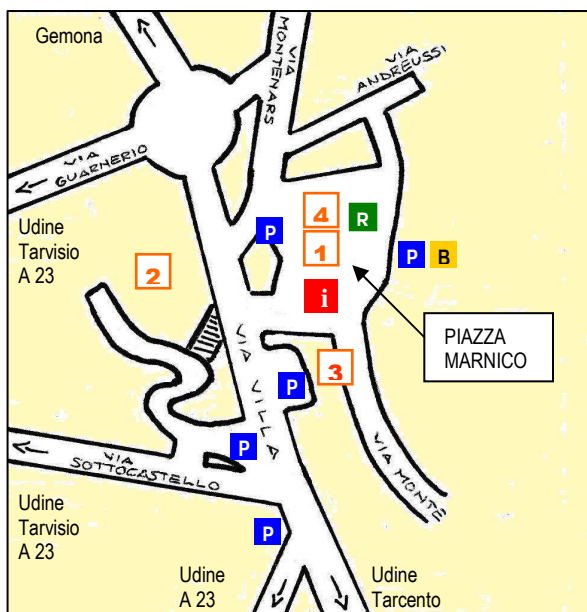 Gemona
VIA
MONTENARS
VIA
ANDREUSSI
VIA
GUARNERIO
Udine
Tarvisio
A 23
4
R
P
1
2
P
B
i
PIAZZA
MARNICO
3
P
VIA VILLA
P
VIA
SOTTOCASTELLO
VIA MONTE
Udine
Tarvisio
A 23
P
Udine
A 23
Udine
Tarcento